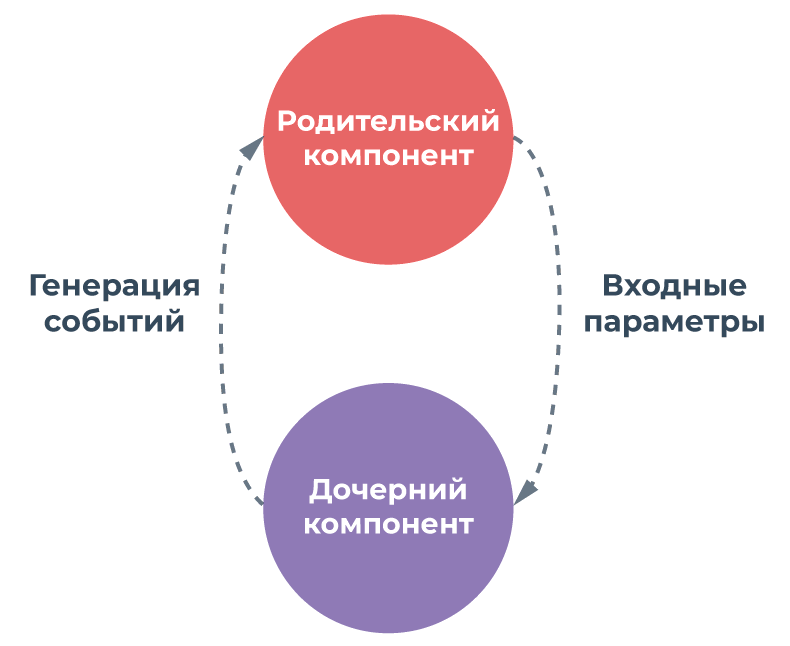 Родительский
компонент
Генерация
событий
Входные
параметры
Дочерний
компонент